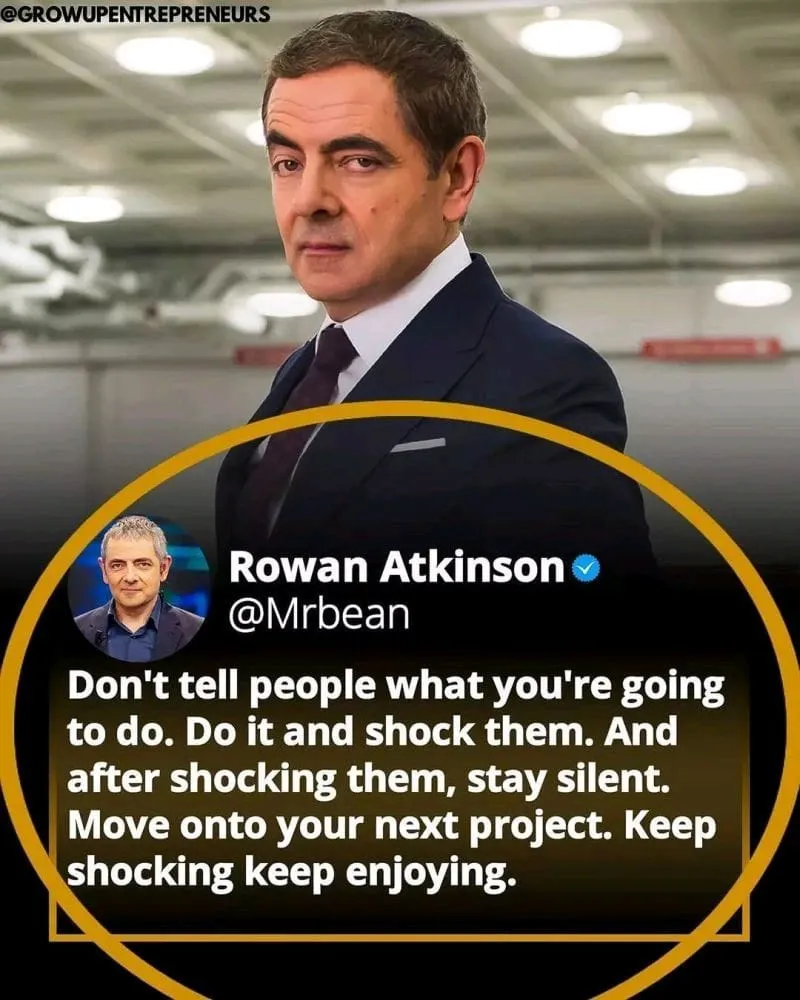 @GROWUPENTREPRENEURS
Rowan Atkinson
@Mrbean
Don't tell people what you're going
to do. Do it and shock them. And
after shocking them, stay silent.
Move onto your next project. Keep
shocking keep enjoying.